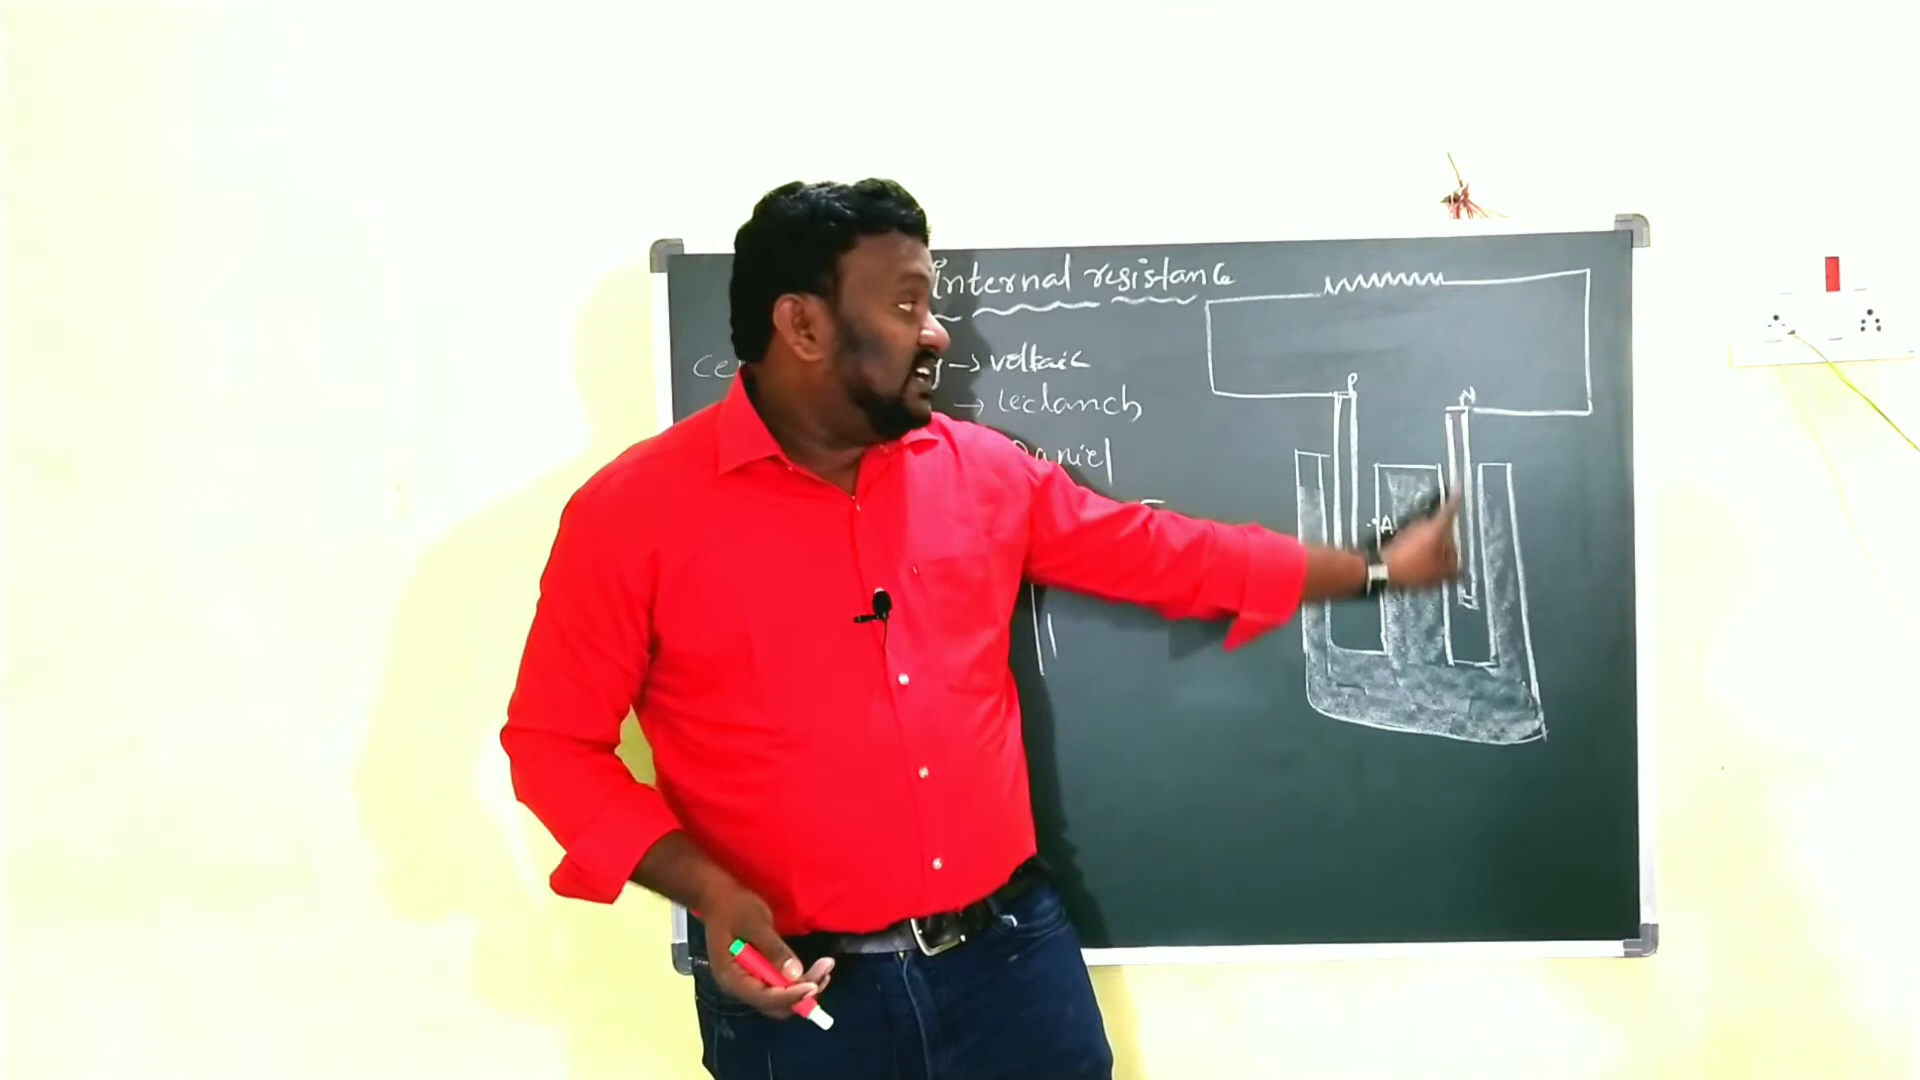 Internal resistance
→ voltaic
→ leclanch
Daniel
P
N
A